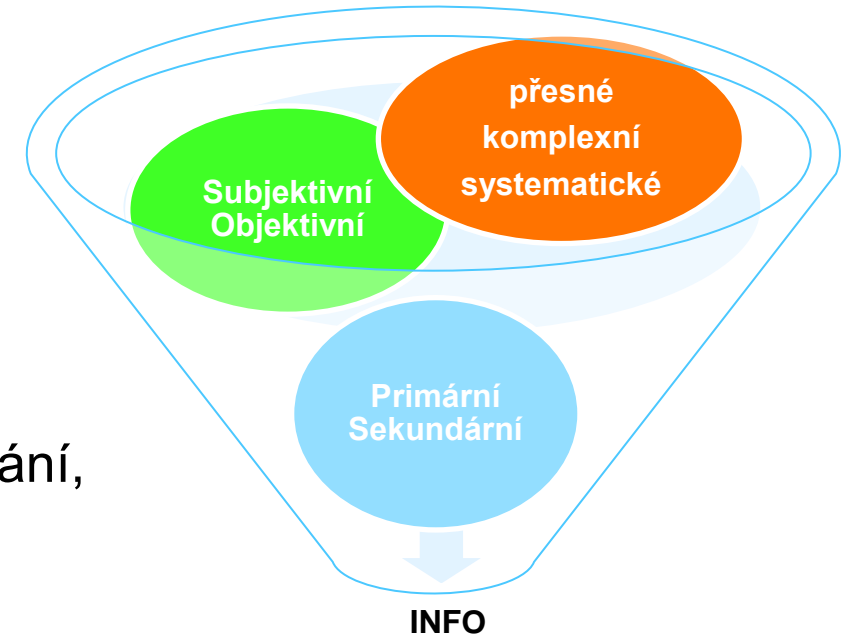 přesné
komplexní
systematické
Subjektivní
Objektivní
Primární
Sekundární
ání,
INFO